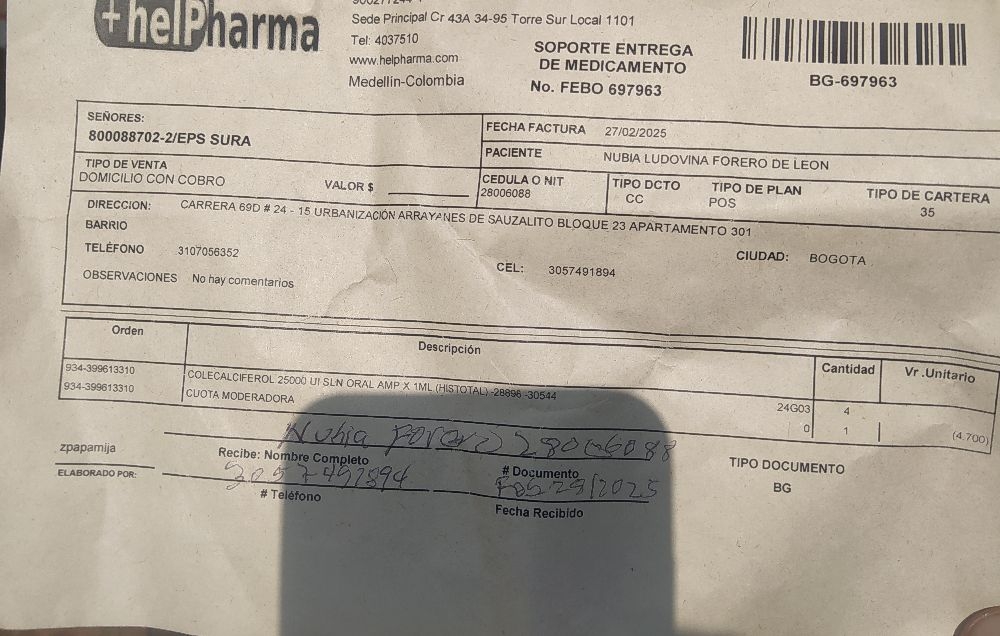 +helPharma
Sede Principal Cr 43A 34-95 Torre Sur Local 1101
Tel: 4037510
www.helpharma.com
Medellín-Colombia
SOPORTE ENTREGA
DE MEDICAMENTO
No. FEBO 697963
BG-697963
SEÑORES:
800088702-2/EPS SURA
FECHA FACTURA 27/02/2025
PACIENTE NUBIA LUDOVINA FORERO DE LEON
TIPO DE VENTA
DOMICILIO CON COBRO
VALOR $
CEDULA O NIT
28006088
TIPO DCTO
CC
TIPO DE PLAN
POS
TIPO DE CARTERA
35
DIRECCION: CARRERA 69D # 24 - 15 URBANIZACIÓN ARRAYANES DE SAUZALITO BLOQUE 23 APARTAMENTO 301
BARRIO
TELÉFONO 3107056352
CEL: 3057491894
CIUDAD: BOGOTA
OBSERVACIONES No hay comentarios
Orden Descripción Cantidad Vr .Unitario
934-399613310 COLECALCIFEROL 25000 UI SLN ORAL AMP X 1ML (HISTOTAL) -28896 -30544 24G03 4
934-399613310 CUOTA MODERADORA 0 1 (4.700)
Nubia Forero 28006088
zpapamija
Recibe: Nombre Completo
# Documento
TIPO DOCUMENTO
BG
ELABORADO POR:
3057491894
# Teléfono
2025
Fecha Recibido